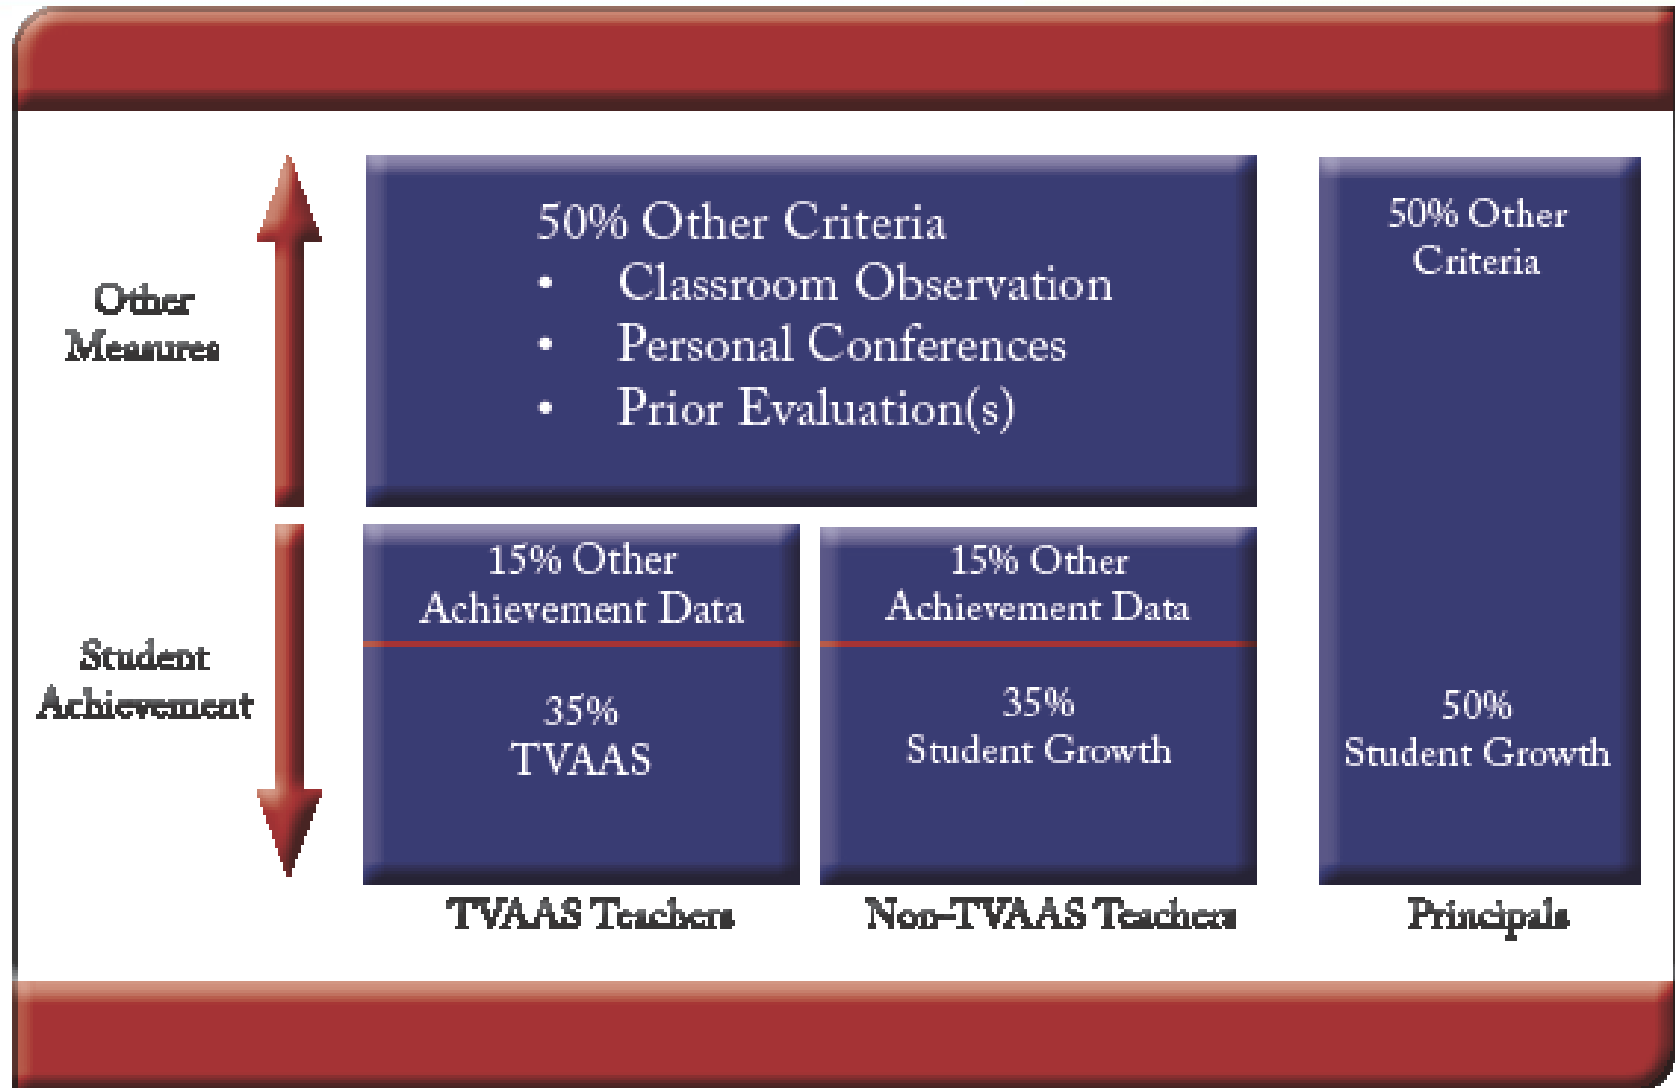 Other
Measures
50% Other Criteria
• Classroom Observation
• Personal Conferences
• Prior Evaluation(s)
50% Other
Criteria
Student
Achievement
15% Other
Achievement Data
35%
TVAAS
15% Other
Achievement Data
35%
Student Growth
50%
Student Growth
TVAAS Teachers
Non-TVAAS Teachers
Principals